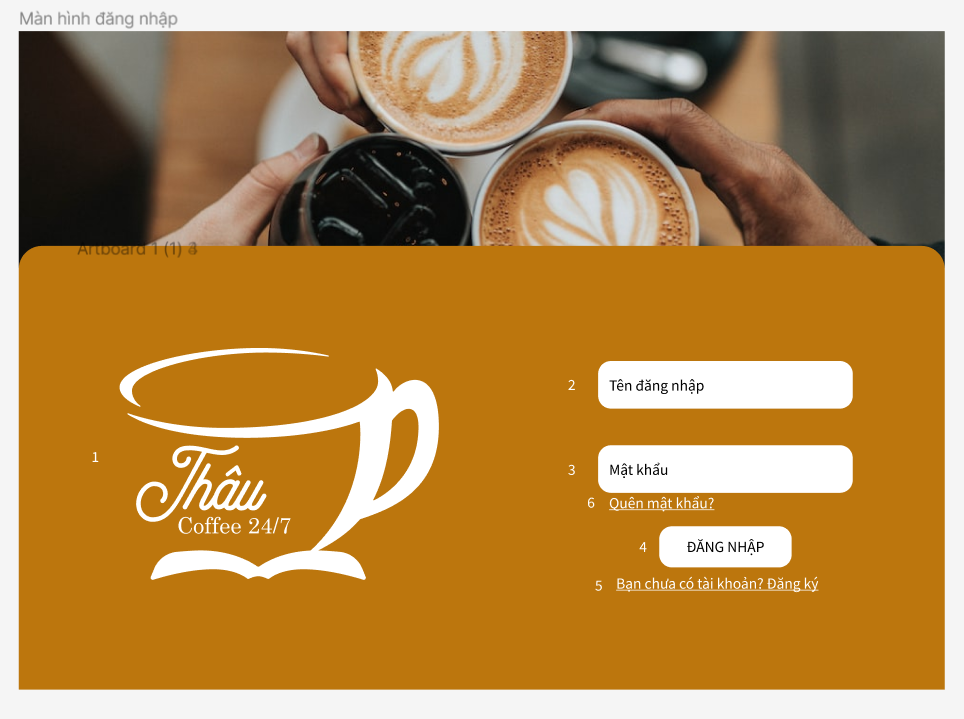 Màn hình đăng nhập
Artboard 1 (1)
1
Thâu
Coffee 24/7
2
Tên đăng nhập
3
Mật khẩu
6
Quên mật khẩu?
4
ĐĂNG NHẬP
5
Bạn chưa có tài khoản? Đăng ký